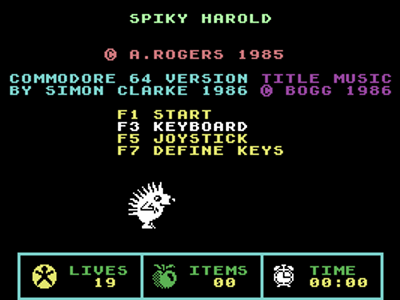 SPIKY HAROLD
© A.ROGERS 1985
COMMODORE 64 VERSION TITLE MUSIC
BY SIMON CLARKE 1986 © BOGG 1986
F1 START
F3 KEYBOARD
F5 JOYSTICK
F7 DEFINE KEYS
LIVES ITEMS TIME
19 00 00:00